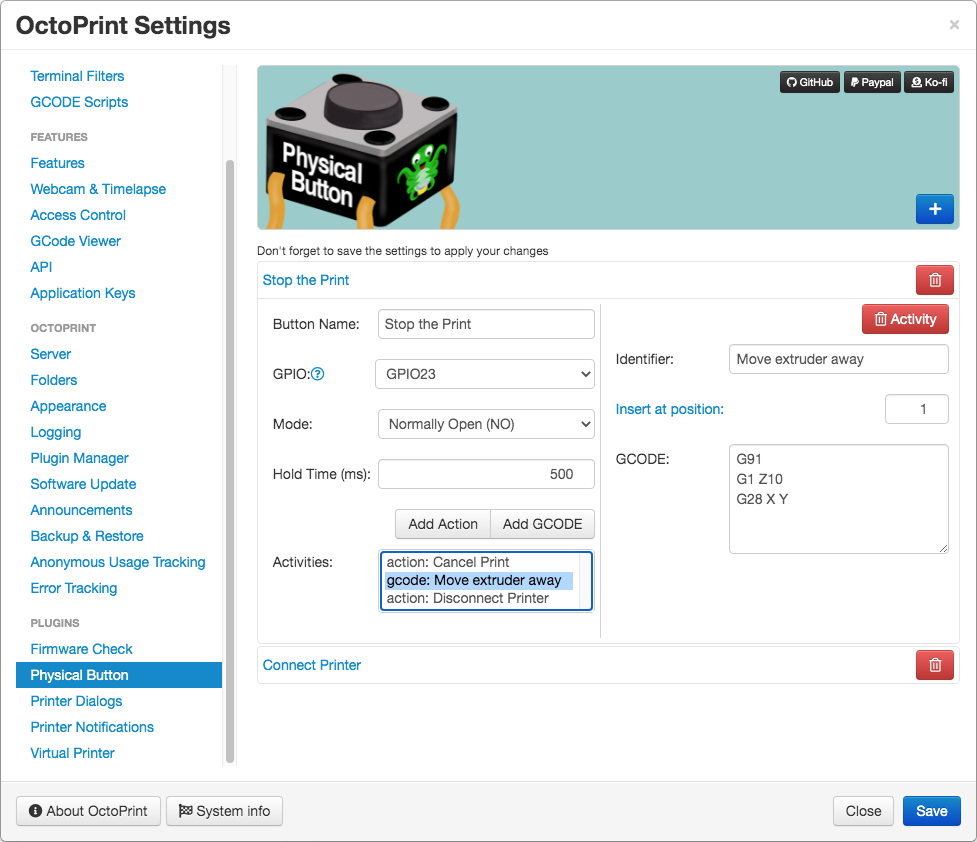 OctoPrint Settings
×
Terminal Filters
GCODE Scripts
FEATURES
Features
Webcam & Timelapse
Access Control
GCode Viewer
API
Application Keys
OCTOPRINT
Server
Folders
Appearance
Logging
Plugin Manager
Software Update
Announcements
Backup & Restore
Anonymous Usage Tracking
Error Tracking
PLUGINS
Firmware Check
Physical Button
Printer Dialogs
Printer Notifications
Virtual Printer
GitHub Paypal Ko-fi
Physical
Button
+
Don't forget to save the settings to apply your changes
Stop the Print
Button Name: Stop the Print
GPIO: GPIO23
Mode: Normally Open (NO)
Hold Time (ms): 500
Add Action Add GCODE
Activities: action: Cancel Print
gcode: Move extruder away
action: Disconnect Printer
Activity
Identifier: Move extruder away
Insert at position: 1
GCODE: G91
G1 Z10
G28 X Y
Connect Printer
About OctoPrint System info Close Save